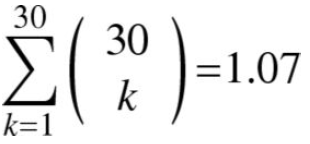 30
∑ ( 30 ) =1.07
k=1 k